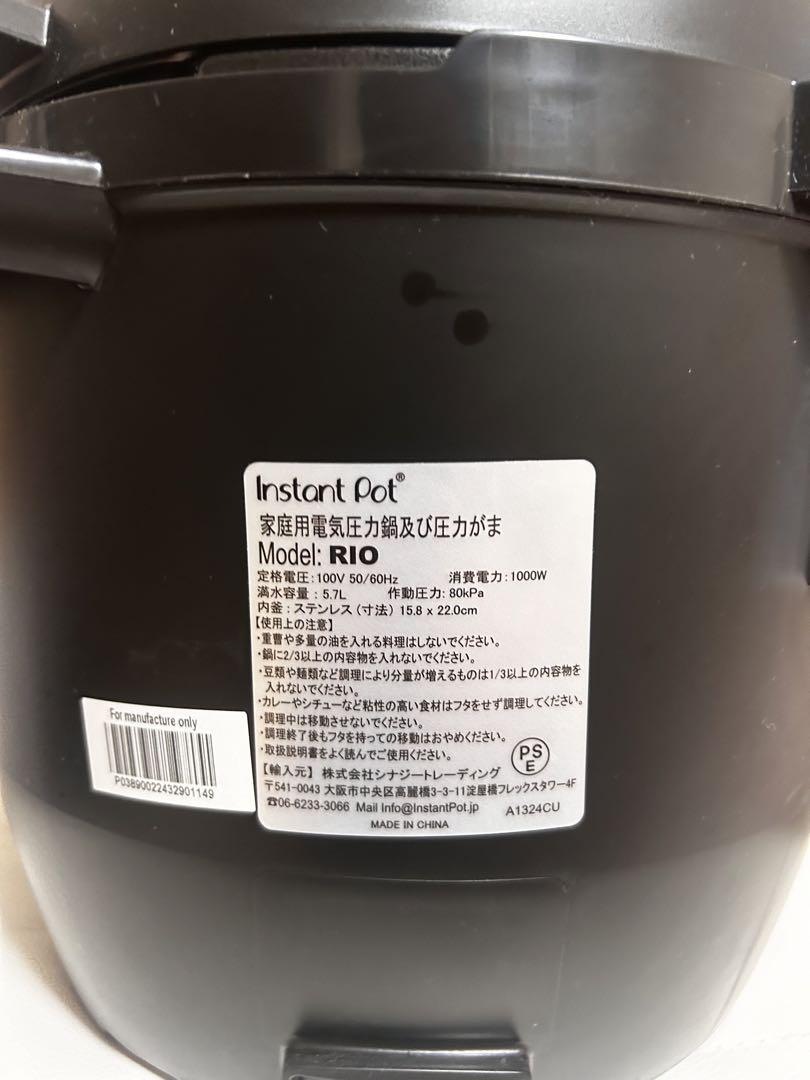 Instant Pot®
家庭用電気圧力鍋及び圧力がま
Model: RIO
定格電圧:100V 50/60Hz 消費電力:1000W
満水容量: 5.7L 作動圧力: 80kPa
内釜:ステンレス(寸法) 15.8 x 22.0cm
【使用上の注意】
・重曹や多量の油を入れる料理はしないでください。
・鍋に2/3以上の内容物を入れないでください。
・豆類や麺類など調理により分量が増えるものは1/3以上の内容物を
入れないでください。
・カレーやシチューなど粘性の高い食材はフタをせず調理してください。
・調理中は移動させないでください。
・調理終了後もフタを持っての移動はおやめください。
・取扱説明書をよく読んでご使用ください。
PS
E
【輸入元】株式会社シナジートレーディング
〒541-0043 大阪市中央区高麗橋3-3-11淀屋橋フレックスタワー4F
☎06-6233-3066 Mail Info@InstantPot.jp A1324CU
MADE IN CHINA
For manufacture only
P03890022432901149